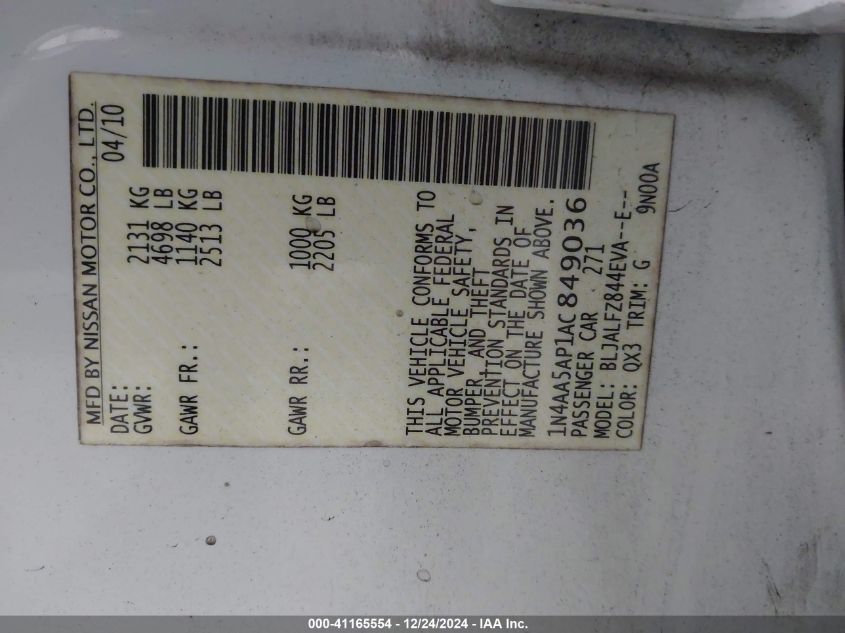 MFD BY NISSAN MOTOR CO., LTD.
DATE: 04/10
GVWR: 2131 KG
4698 LB
GAWR FR.: 1140 KG
2513 LB
GAWR RR.: 1000 KG
2205 LB
THIS VEHICLE CONFORMS TO
ALL APPLICABLE FEDERAL
MOTOR VEHICLE SAFETY,
BUMPER, AND THEFT
PREVENTION STANDARDS IN
EFFECT ON THE DATE OF
MANUFACTURE SHOWN ABOVE.
1N4AA5AP1AC849036
PASSENGER CAR 271
MODEL: BLJALFZ844EVA--E--
COLOR: QX3 TRIM: G 9N00A
000-41165554 - 12/24/2024 - IAA Inc.